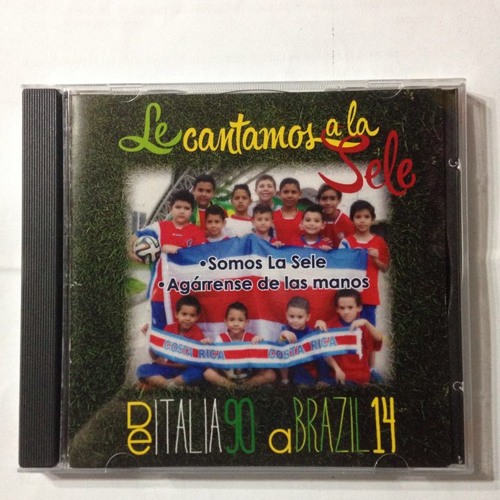 Le cantamos a la
Sele
•Somos La Sele
•Agárrense de las manos
COSTA RICA COSTA RICA
De ITALIA 90 a BRAZIL 14